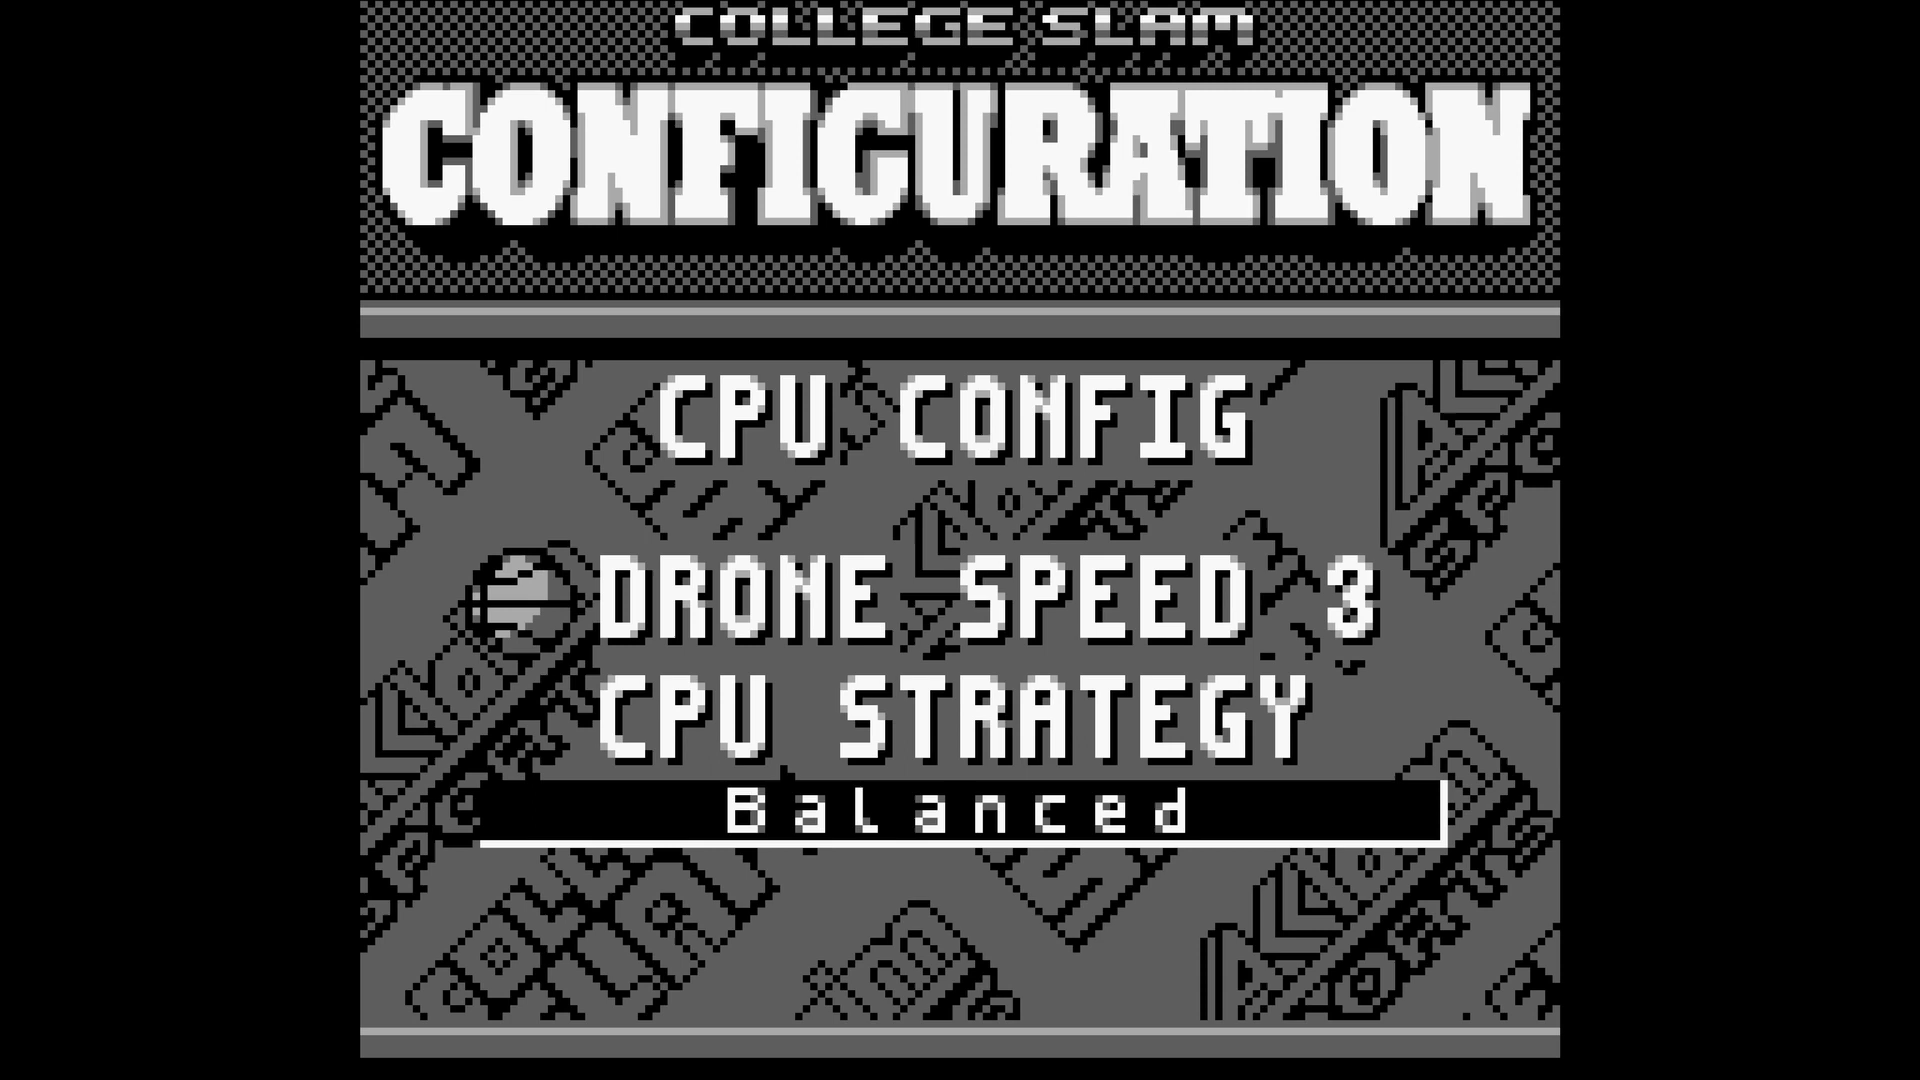 COLLEGE SLAM
CONFIGURATION
CPU CONFIG
DRONE SPEED 3
CPU STRATEGY
Balanced